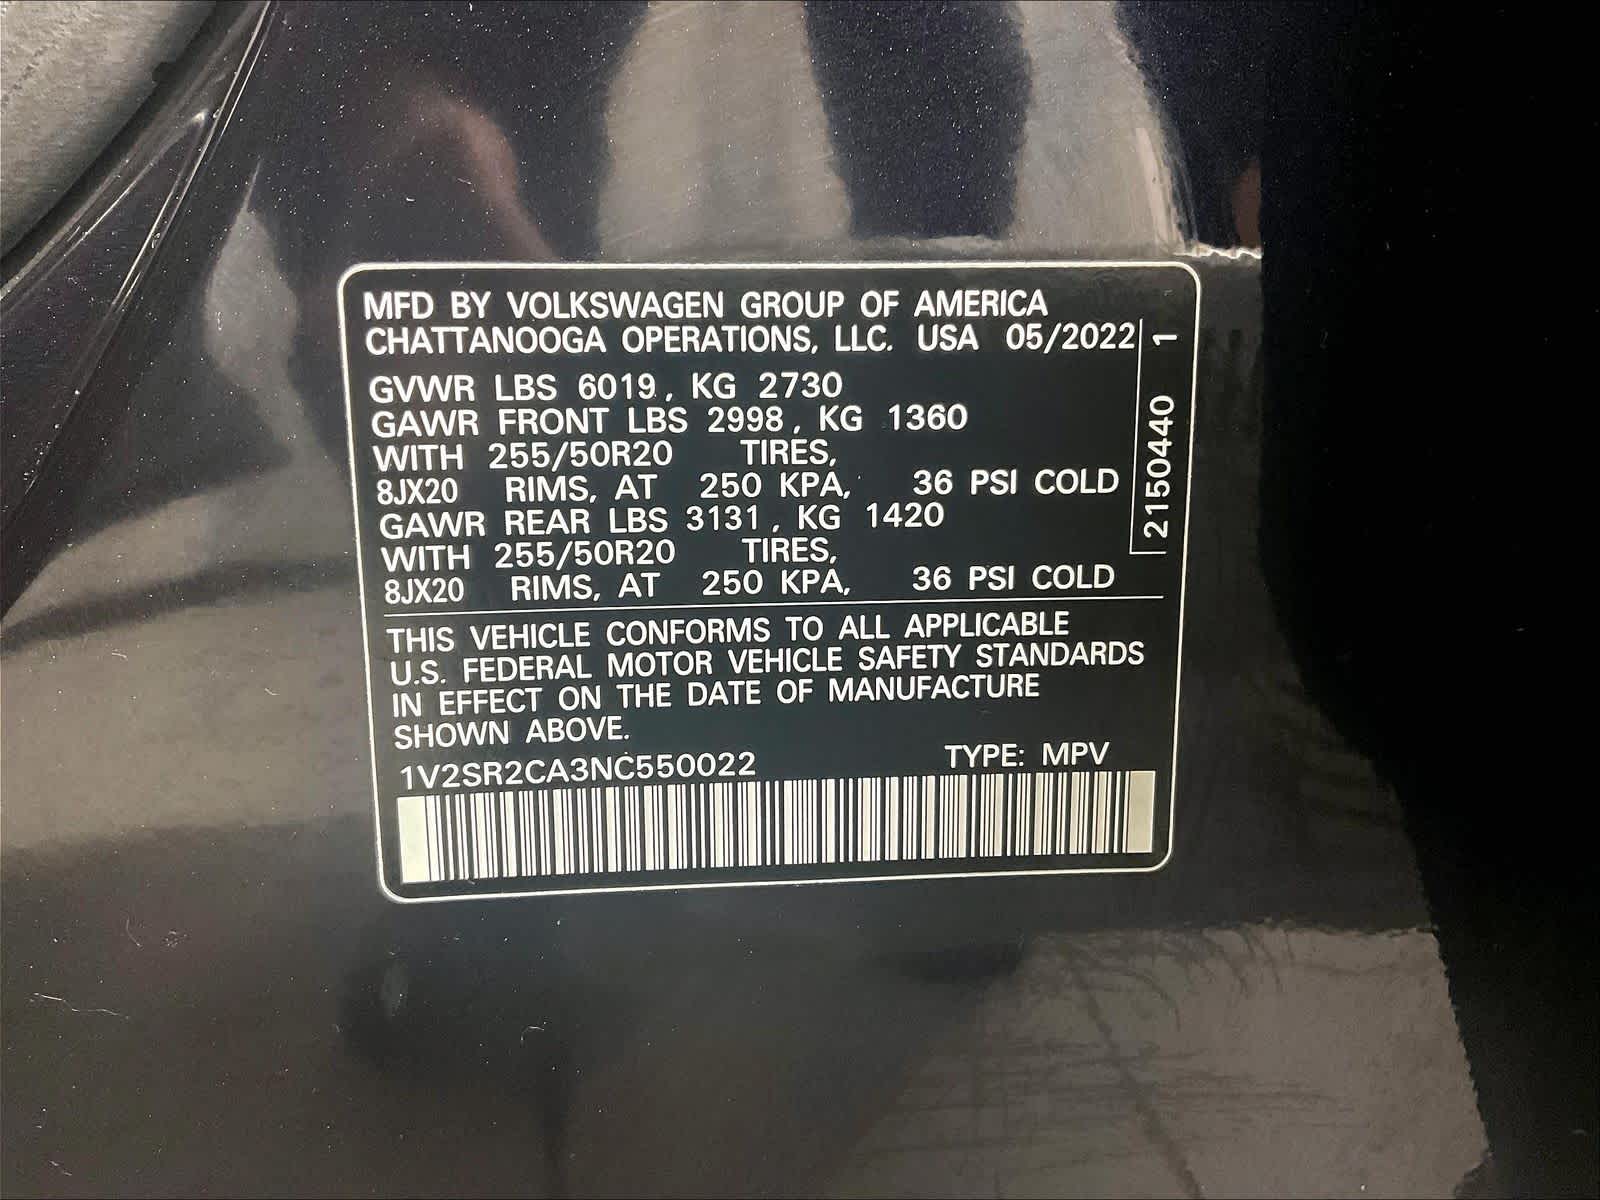 MFD BY VOLKSWAGEN GROUP OF AMERICA
CHATTANOOGA OPERATIONS, LLC. USA 05/2022
GVWR LBS 6019, KG 2730
GAWR FRONT LBS 2998, KG 1360
WITH 255/50R20 TIRES,
8JX20 RIMS, AT 250 KPA, 36 PSI COLD
GAWR REAR LBS 3131, KG 1420
WITH 255/50R20 TIRES,
8JX20 RIMS, AT 250 KPA, 36 PSI COLD
2150440 1
THIS VEHICLE CONFORMS TO ALL APPLICABLE
U.S. FEDERAL MOTOR VEHICLE SAFETY STANDARDS
IN EFFECT ON THE DATE OF MANUFACTURE
SHOWN ABOVE.
1V2SR2CA3NC550022 TYPE: MPV